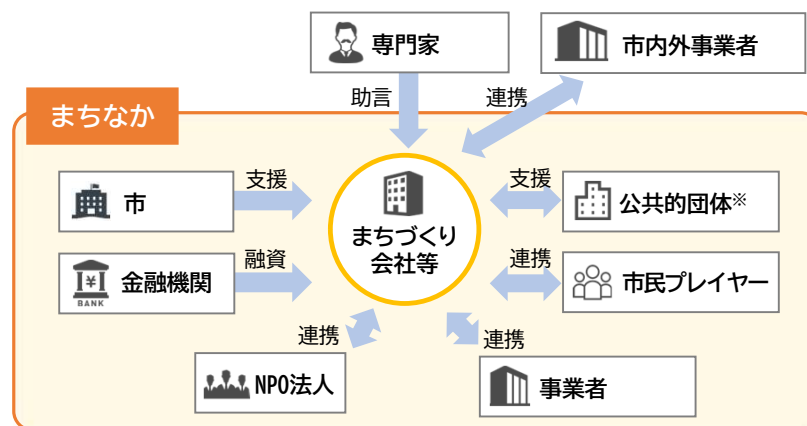 専門家
市内外事業者
助言
連携
まちなか
市
支援
まちづくり
会社等
支援
公共的団体※
金融機関
BANK
融資
連携
市民プレイヤー
連携
NPO法人
連携
事業者